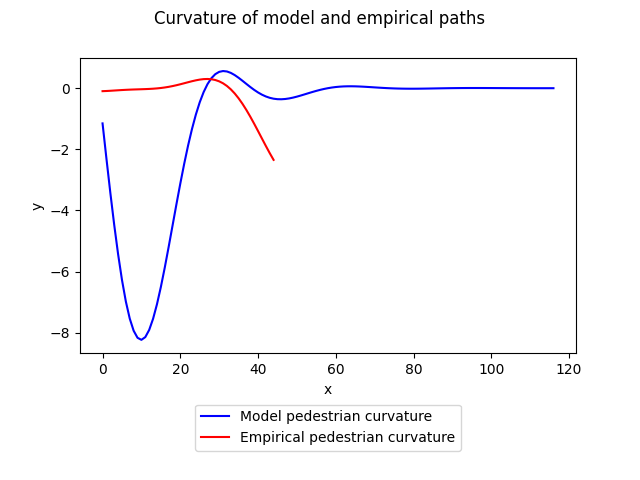 Curvature of model and empirical paths
0
−2
−4
−6
−8
y
0 20 40 60 80 100 120
x
Model pedestrian curvature
Empirical pedestrian curvature